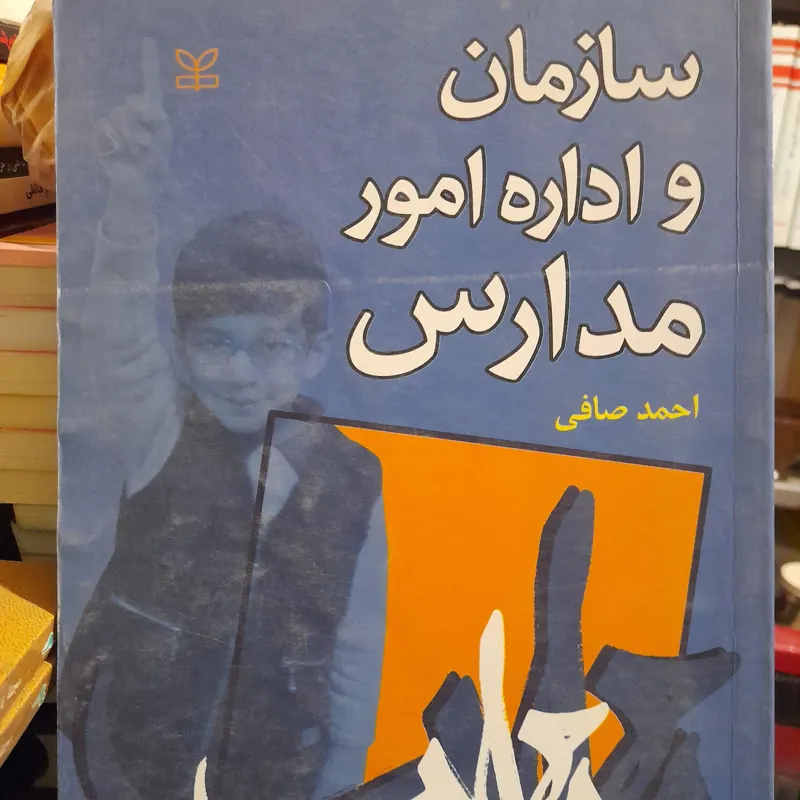 سازمان
و اداره امور
مدارس
احمد صافی